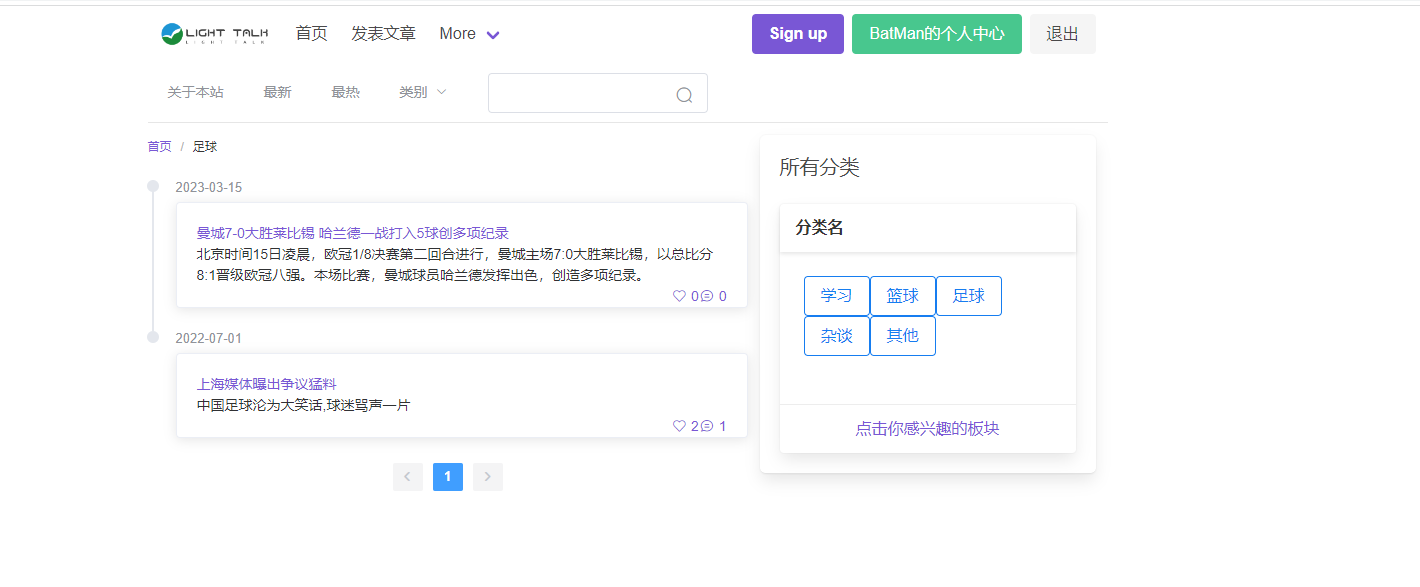 LIGHT TALK
LIGHT TALK
首页 发表文章 More Sign up BatMan的个人中心 退出
关于本站 最新 最热 类别
首页 / 足球
2023-03-15
曼城7-0大胜莱比锡 哈兰德一战打入5球创多项纪录
北京时间15日凌晨，欧冠1/8决赛第二回合进行，曼城主场7:0大胜莱比锡，以总比分
8:1晋级欧冠八强。本场比赛，曼城球员哈兰德发挥出色，创造多项纪录。
0 0
2022-07-01
上海媒体曝出争议猛料
中国足球沦为大笑话,球迷骂声一片
2 1
1
所有分类
分类名
学习 篮球 足球
杂谈 其他
点击你感兴趣的板块